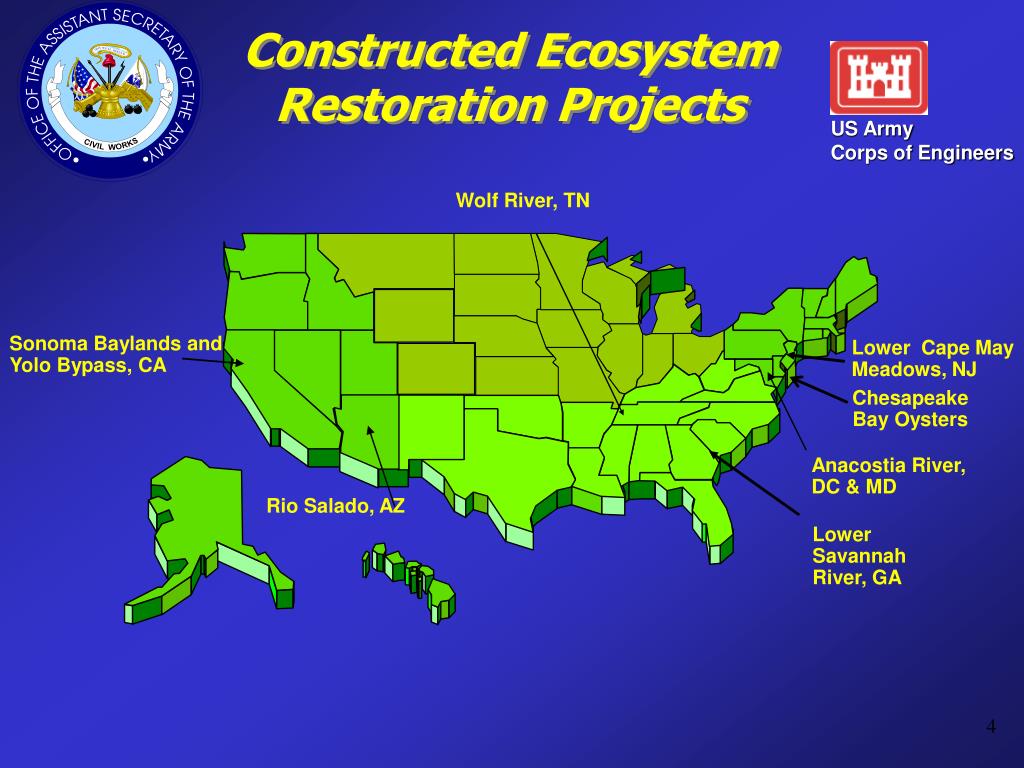 OFFICE OF THE ASSISTANT SECRETARY OF THE ARMY
CIVIL WORKS
Constructed Ecosystem
Restoration Projects
US Army
Corps of Engineers
Wolf River, TN
Sonoma Baylands and
Yolo Bypass, CA
Lower Cape May
Meadows, NJ
Chesapeake
Bay Oysters
Anacostia River,
DC & MD
Rio Salado, AZ
Lower
Savannah
River, GA
4